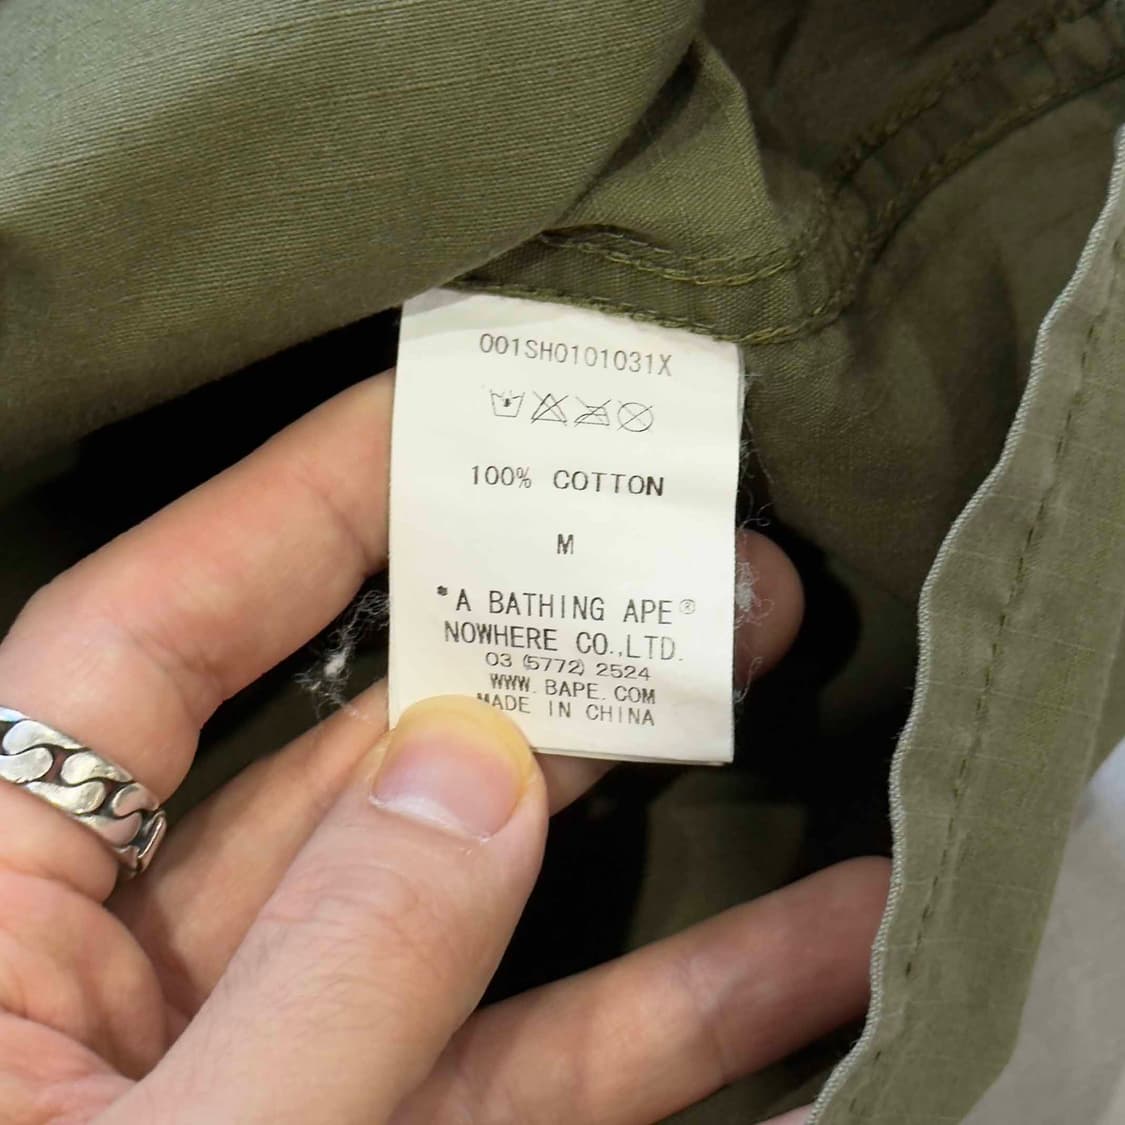 001SH0101031X
100% COTTON
M
*A BATHING APE®
NOWHERE CO.,LTD.
03 (5772) 2524
WWW. BAPE. COM
MADE IN CHINA